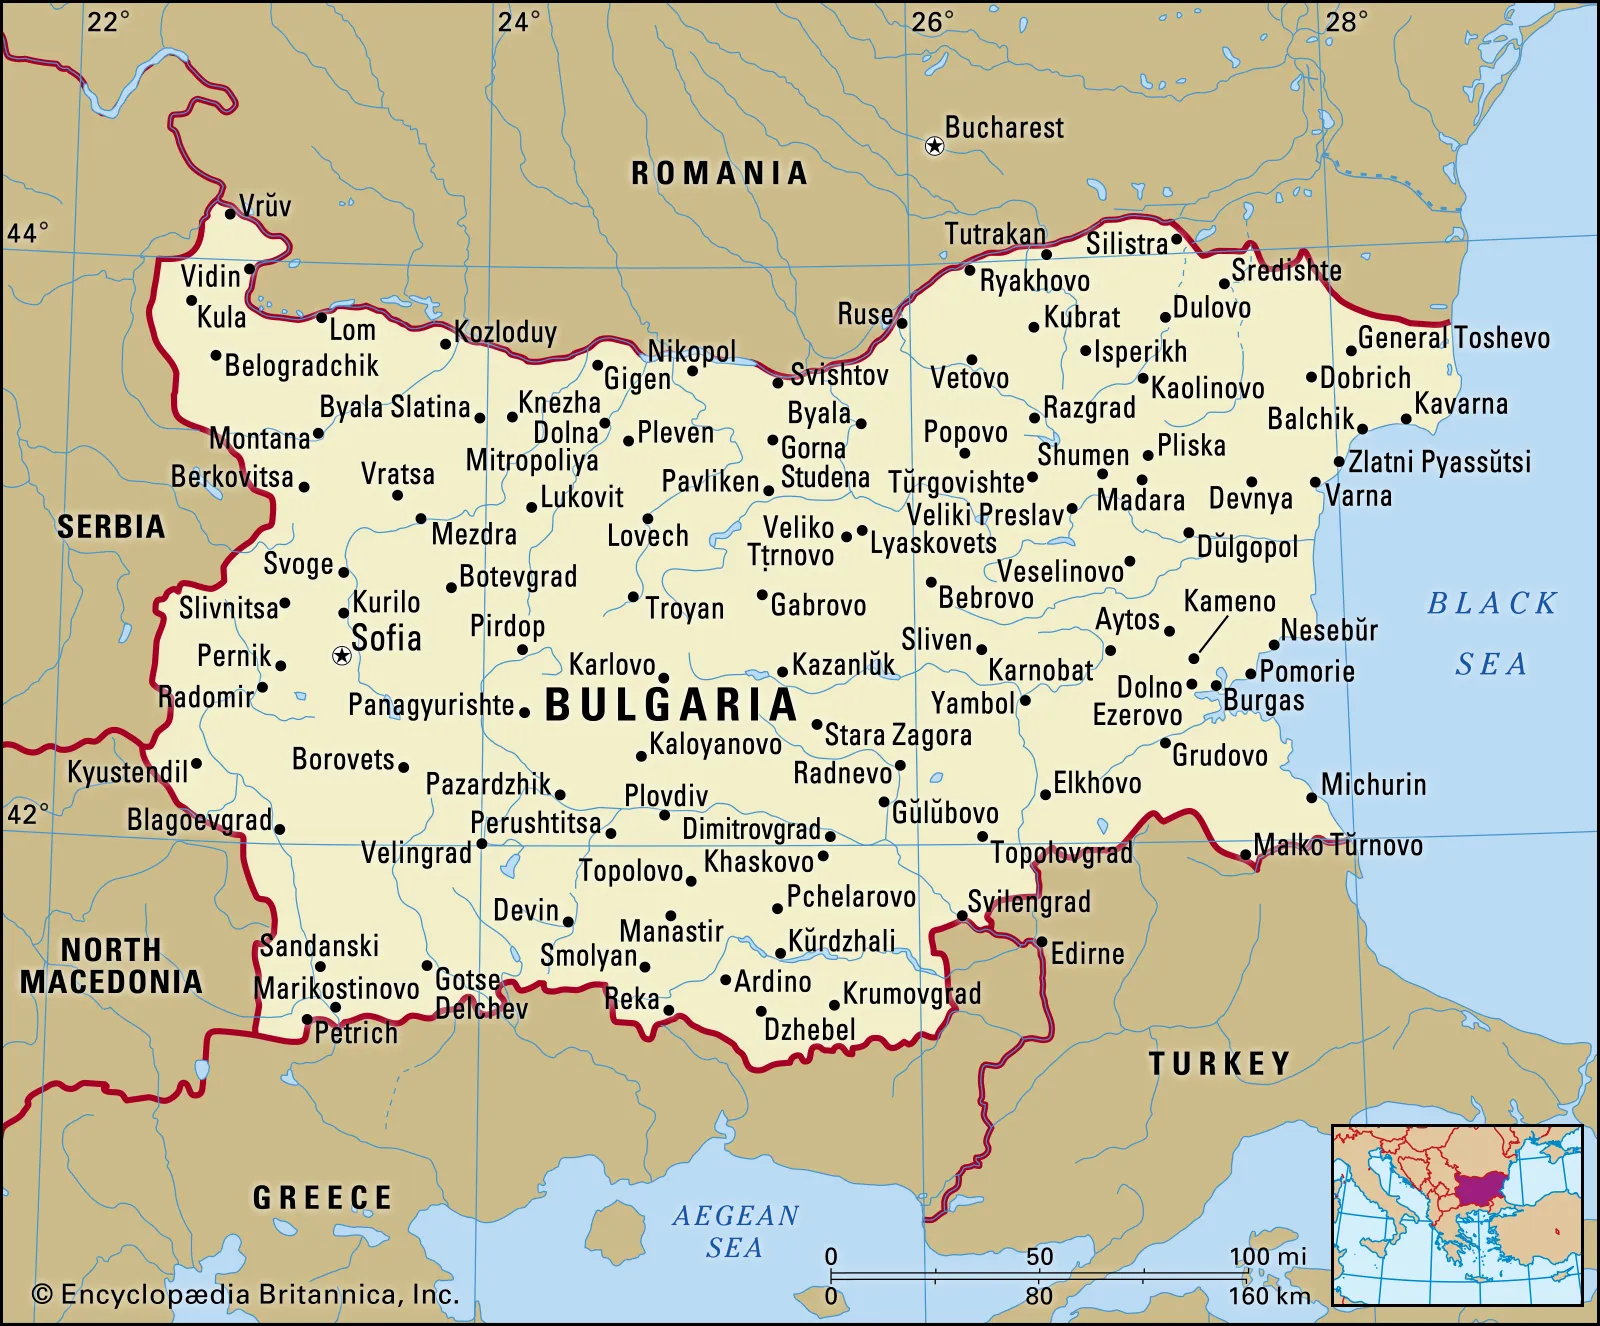 22°
24°
26°
28°
Bucharest
ROMANIA
Vrŭv
44°
Tutrakan
Silistra
Vidin
Ryakhovo
Sredishte
Kula
Lom
Kozloduy
Ruse
Kubrat
Dulovo
General Toshevo
Belogradchik
Nikopol
Gigen
Svishtov
Vetovo
Isperikh
Kaolinovo
Dobrich
Byala Slatina
Knezha
Byala
Razgrad
Balchik
Kavarna
Montana
Dolna
Mitropoliya
Pleven
Gorna
Studena
Popovo
Shumen
Pliska
Zlatni Pyassŭtsi
Berkovitsa
Vratsa
Lukovit
Pavliken
Tŭrgovishte
Madara
Devnya
Varna
SERBIA
Mezdra
Lovech
Veliko
Tţrnovo
Lyaskovets
Veliki Preslav
Dŭlgopol
Svoge
Botevgrad
Veselinovo
Slivnitsa
Kurilo
Troyan
Gabrovo
Bebrovo
Kameno
BLACK
SEA
Sofia
Pirdop
Sliven
Aytos
Nesebŭr
Pernik
Karlovo
Kazanlŭk
Karnobat
Pomorie
Radomir
Panagyurishte
BULGARIA
Yambol
Dolno
Ezerovo
Burgas
Stara Zagora
Kaloyanovo
Grudovo
Kyustendil
Borovets
Radnevo
Pazardzhik
Plovdiv
Elkhovo
Michurin
42°
Blagoevgrad
Perushtitsa
Dimitrovgrad
Gŭlŭbovo
Velingrad
Topolovo
Khaskovo
Topolovgrad
Malko Tŭrnovo
Devin
Pchelarovo
Svilengrad
Manastir
NORTH
MACEDONIA
Sandanski
Smolyan
Kŭrdzhali
Edirne
Marikostinovo
Gotse
Delchev
Reka
Ardino
Krumovgrad
Petrich
Dzhebel
TURKEY
GREECE
AEGEAN
SEA
0 50 100 mi
0 80 160 km
© Encyclopædia Britannica, Inc.